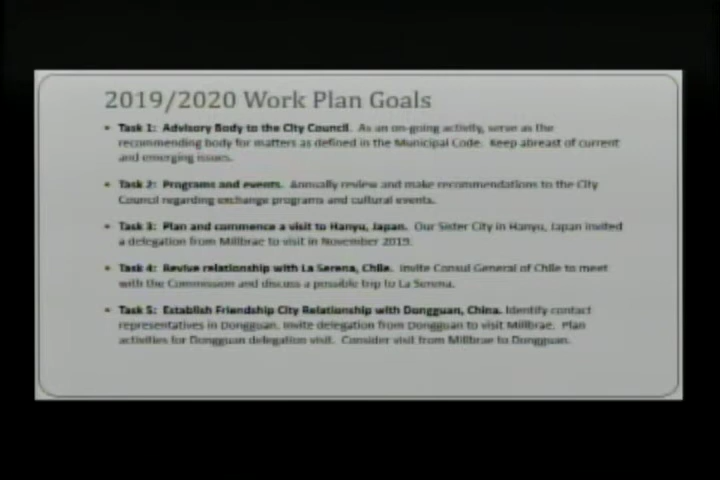 2019/2020 Work Plan Goals
• Task 1: Advisory Body to the City Council. As an on-going activity, serve as the
recommending body for matters as defined in the Municipal Code. Keep abreast of current
and emerging issues.
• Task 2: Programs and events. Annually review and make recommendations to the City
Council regarding exchange programs and cultural events.
• Task 3: Plan and commence a visit to Hanyu, Japan. Our Sister City in Hanyu, Japan invited
a delegation from Millbrae to visit in November 2019.
• Task 4: Revive relationship with La Serena, Chile. Invite Consul General of Chile to meet
with the Commission and discuss a possible trip to La Serena.
• Task 5: Establish Friendship City Relationship with Dongguan, China. Identify contact
representatives in Dongguan. Invite delegation from Dongguan to visit Millbrae. Plan
activities for Dongguan delegation visit. Consider visit from Millbrae to Dongguan.